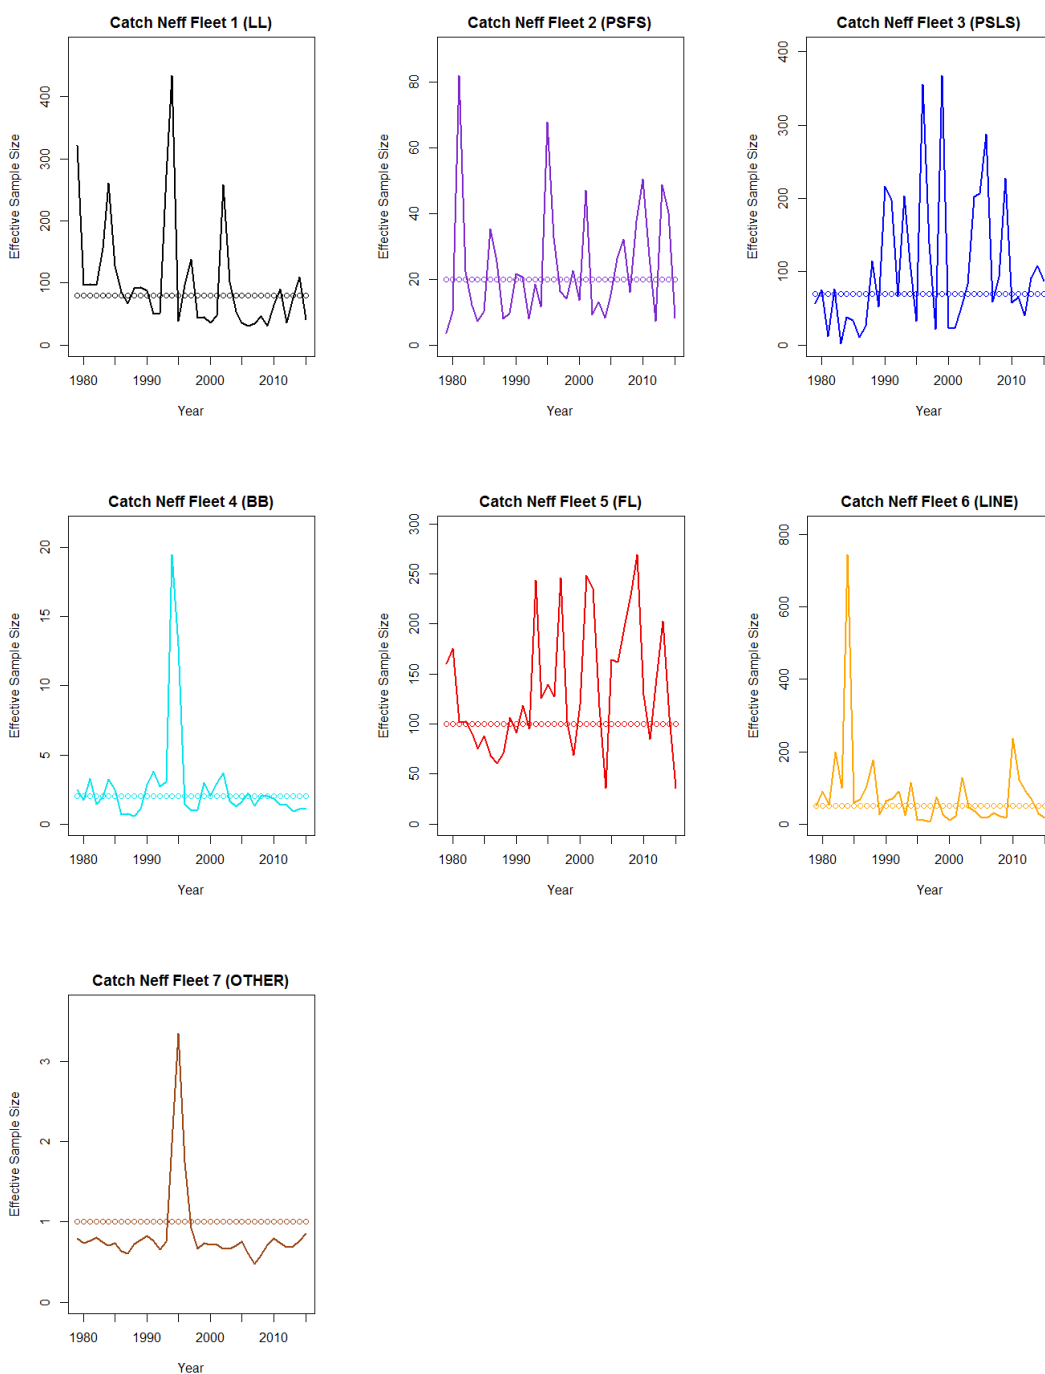 Catch Neff Fleet 1 (LL)
Effective Sample Size
0 100 200 300 400
1980 1990 2000 2010
Year
Catch Neff Fleet 2 (PSFS)
Effective Sample Size
0 20 40 60 80
1980 1990 2000 2010
Year
Catch Neff Fleet 3 (PSLS)
Effective Sample Size
0 100 200 300 400
1980 1990 2000 2010
Year
Catch Neff Fleet 4 (BB)
Effective Sample Size
0 5 10 15 20
1980 1990 2000 2010
Year
Catch Neff Fleet 5 (FL)
Effective Sample Size
0 50 100 150 200 250 300
1980 1990 2000 2010
Year
Catch Neff Fleet 6 (LINE)
Effective Sample Size
0 200 400 600 800
1980 1990 2000 2010
Year
Catch Neff Fleet 7 (OTHER)
Effective Sample Size
0 1 2 3
1980 1990 2000 2010
Year